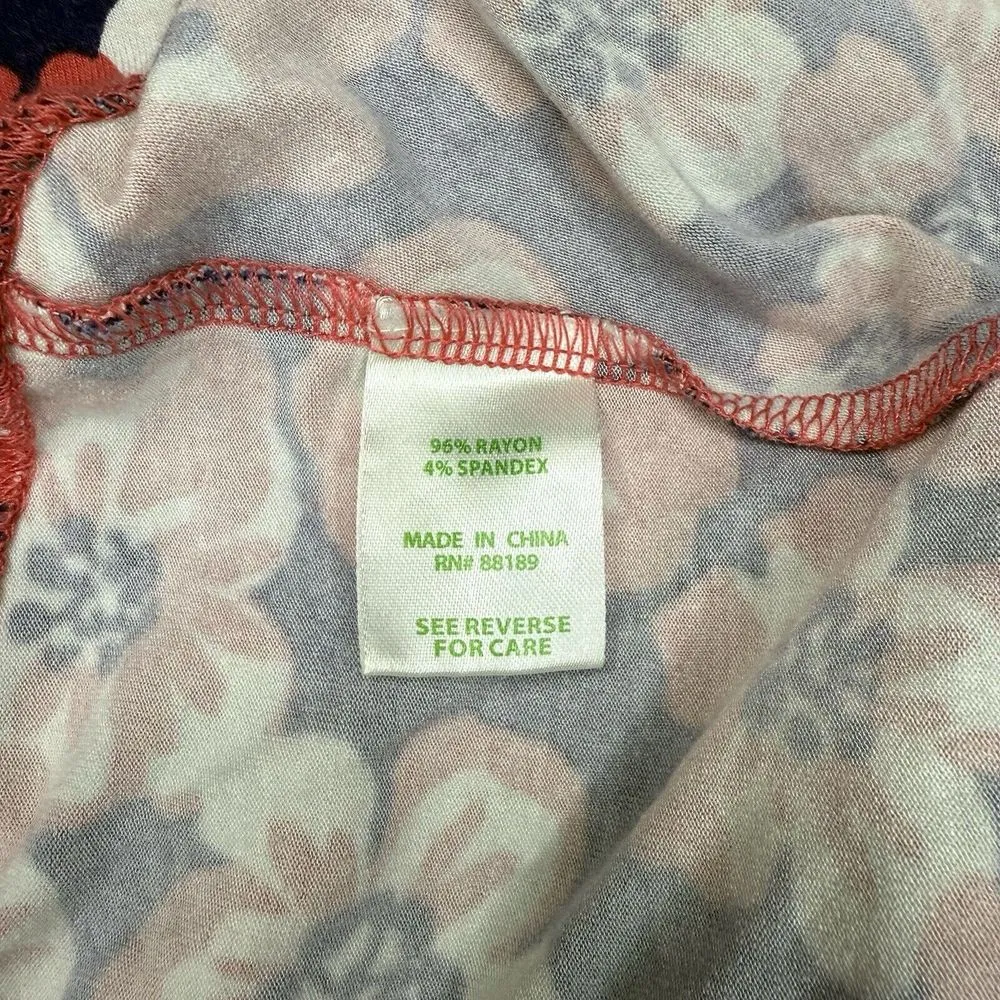 96% RAYON
4% SPANDEX
MADE IN CHINA
RN# 88189
SEE REVERSE
FOR CARE